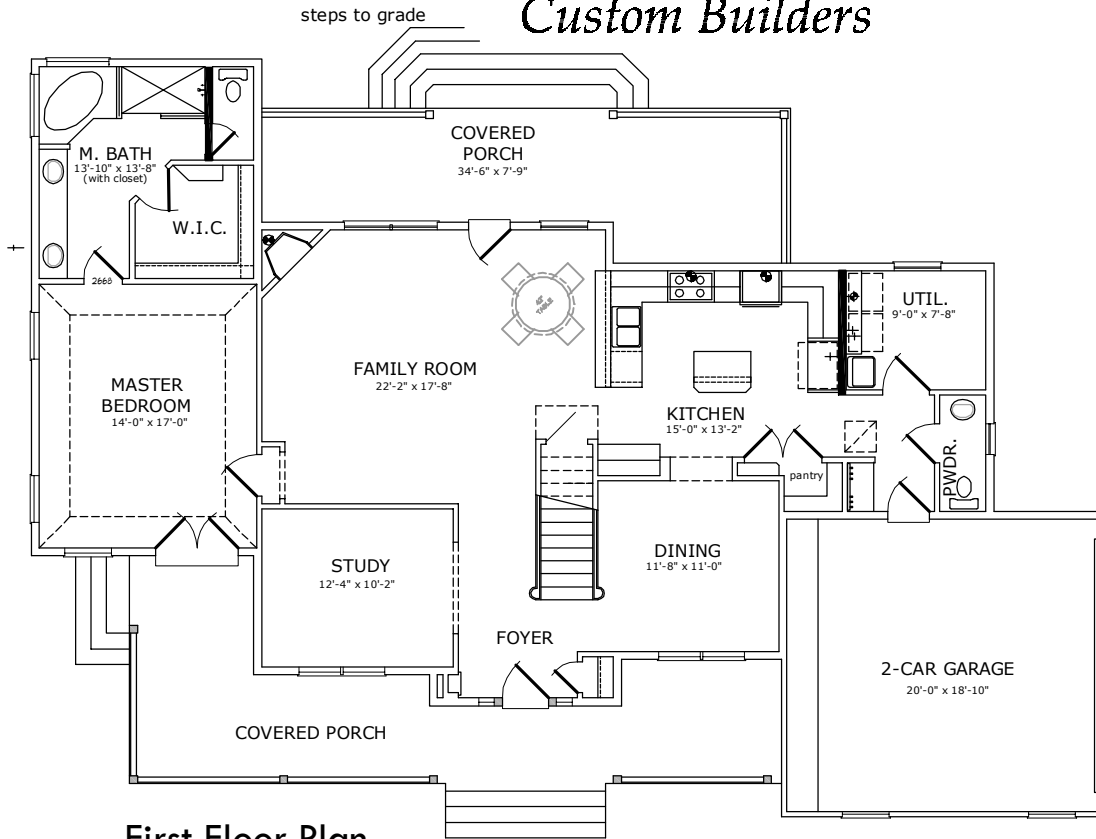 steps to grade
Custom Builders
COVERED
PORCH
34'-6" x 7'-9"
M. BATH
13'-10" x 13'-8"
(with closet)
W.I.C.
2668
42"
TABLE
UTIL.
9'-0" x 7'-8"
FAMILY ROOM
22'-2" x 17'-8"
MASTER
BEDROOM
14'-0" x 17'-0"
KITCHEN
15'-0" x 13'-2"
pantry
PWDR.
STUDY
12'-4" x 10'-2"
DINING
11'-8" x 11'-0"
FOYER
2-CAR GARAGE
20'-0" x 18'-10"
COVERED PORCH
First Floor Plan